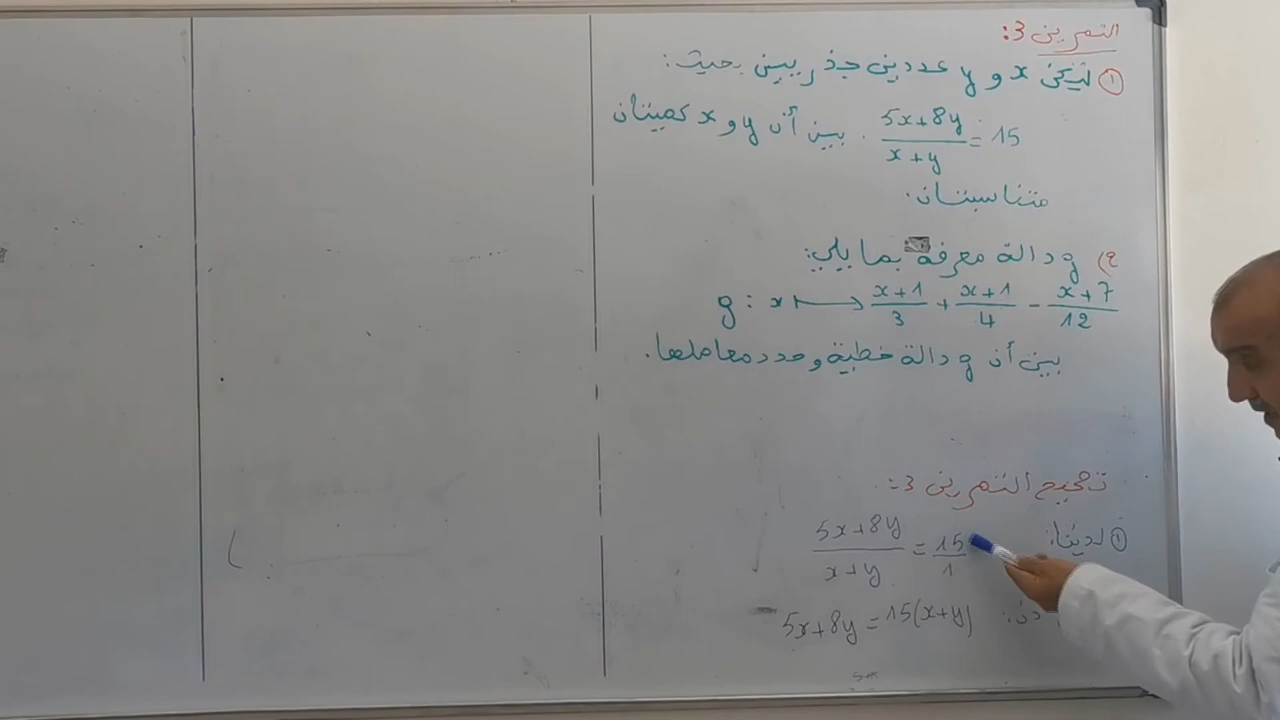 التمرين 3:
① ليكن x و y عددين جذريين بحيث:
5x+8y / x+y = 15 . بين أن x و y كميتان
متناسبتان.
2) g دالة معرفة بما يلي:
g : x ⟼ x+1 / 3 + x+1 / 4 - x+7 / 12
بين أن g دالة خطية وحدد معاملها.
تصحيح التمرين 3:
① لدينا: 5x+8y / x+y = 15 / 1
5x+8y = 15(x+y)